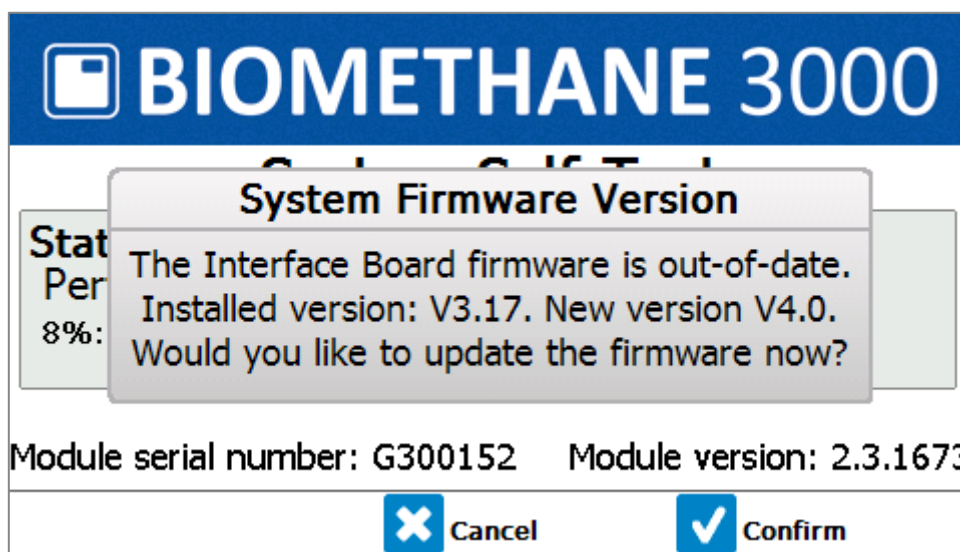 BIOMETHANE 3000
System Firmware Version
Stat
The Interface Board firmware is out-of-date.
Per
Installed version: V3.17. New version V4.0.
8%:
Would you like to update the firmware now?
Module serial number: G300152 Module version: 2.3.1673
Cancel Confirm